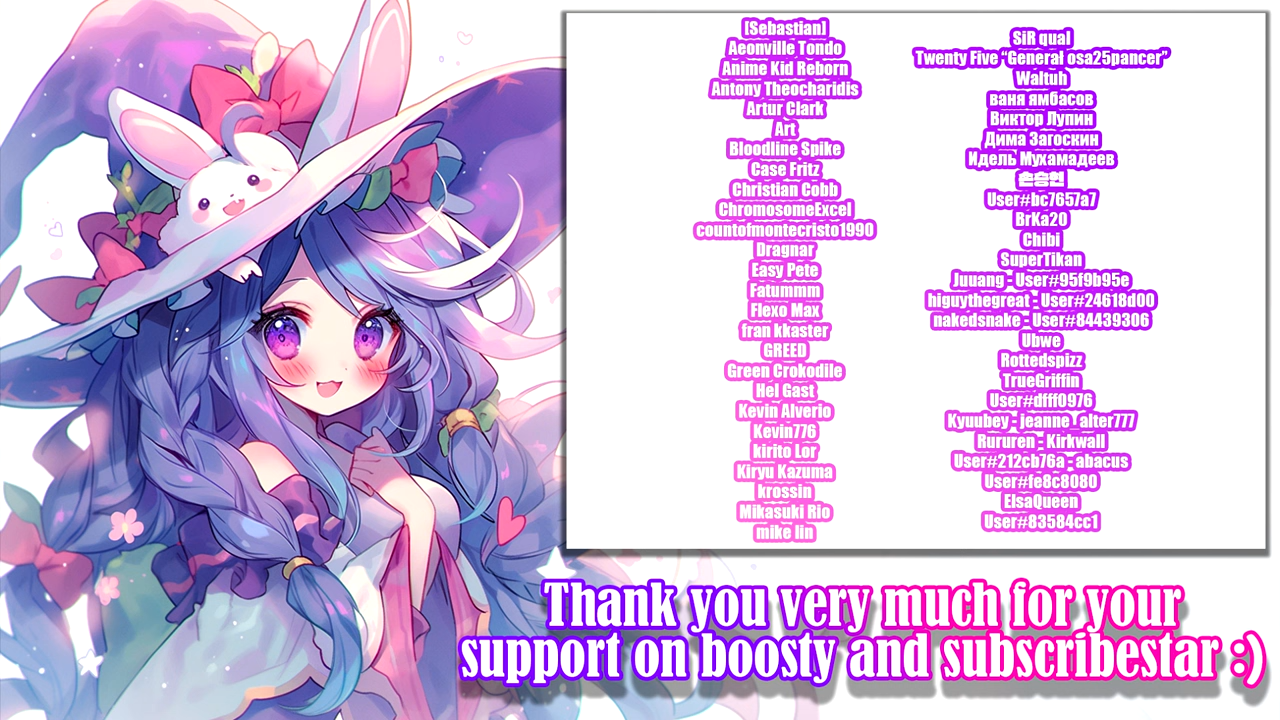 [Sebastian]
Aeonville Tondo
Anime Kid Reborn
Antony Theocharidis
Artur Clark
Art
Bloodline Spike
Case Fritz
Christian Cobb
ChromosomeExcel
countofmontecristo1990
Dragnar
Easy Pete
Fatummm
Flexo Max
fran kkaster
GREED
Green Crokodile
Hel Gast
Kevin Alverio
Kevin776
kirito Lor
Kiryu Kazuma
krossin
Mikasuki Rio
mike lin
SiR qual
Twenty Five “General osa25pancer”
Waltuh
ваня ямбасов
Виктор Лупин
Дима Загоскин
Идель Мухамадеев
손승현
User#bc7657a7
BrKa20
Chibi
SuperTikan
Juuang - User#95f9b95e
higuythegreat - User#24618d00
nakedsnake - User#84439306
Ubwe
Rottedspizz
TrueGriffin
User#dfff0976
Kyuubey - jeanne_alter777
Rururen - Kirkwall
User#212cb76a - abacus
User#fe8c8080
ElsaQueen
User#83584cc1
Thank you very much for your
support on boosty and subscribestar :)